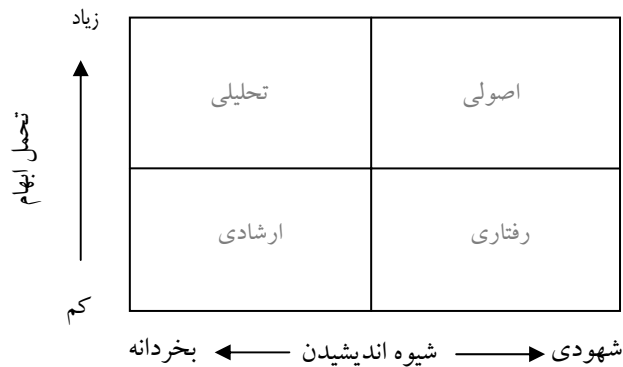 زیاد
اصولی
تحلیلی
تحمل ابهام
رفتاری
ارشادی
کم
شهودی
شیوه اندیشیدن
بخردانه